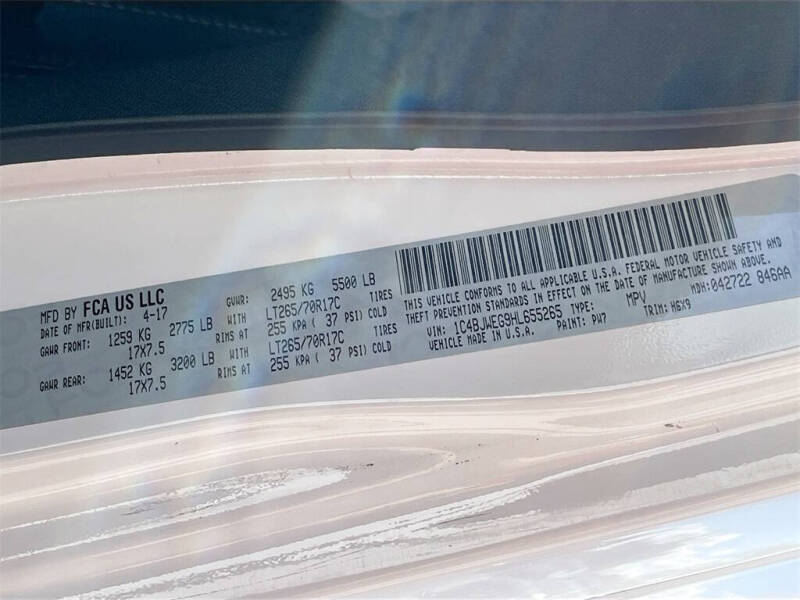 MFD BY FCA US LLC
DATE OF MFR(BUILT): 4-17 GVWR: 2495 KG 5500 LB
GAWR FRONT: 1259 KG 2775 LB WITH LT265/70R17C TIRES
17X7.5 RIMS AT 255 KPA ( 37 PSI) COLD
GAWR REAR: 1452 KG 3200 LB WITH LT265/70R17C TIRES
17X7.5 RIMS AT 255 KPA ( 37 PSI) COLD
THIS VEHICLE CONFORMS TO ALL APPLICABLE U.S.A. FEDERAL MOTOR VEHICLE SAFETY AND
THEFT PREVENTION STANDARDS IN EFFECT ON THE DATE OF MANUFACTURE SHOWN ABOVE.
VIN: 1C4BJWEG9HL655265 TYPE: MPV MDH: 042722 846AA
VEHICLE MADE IN U.S.A. PAINT: PW7 TRIM: M6X9